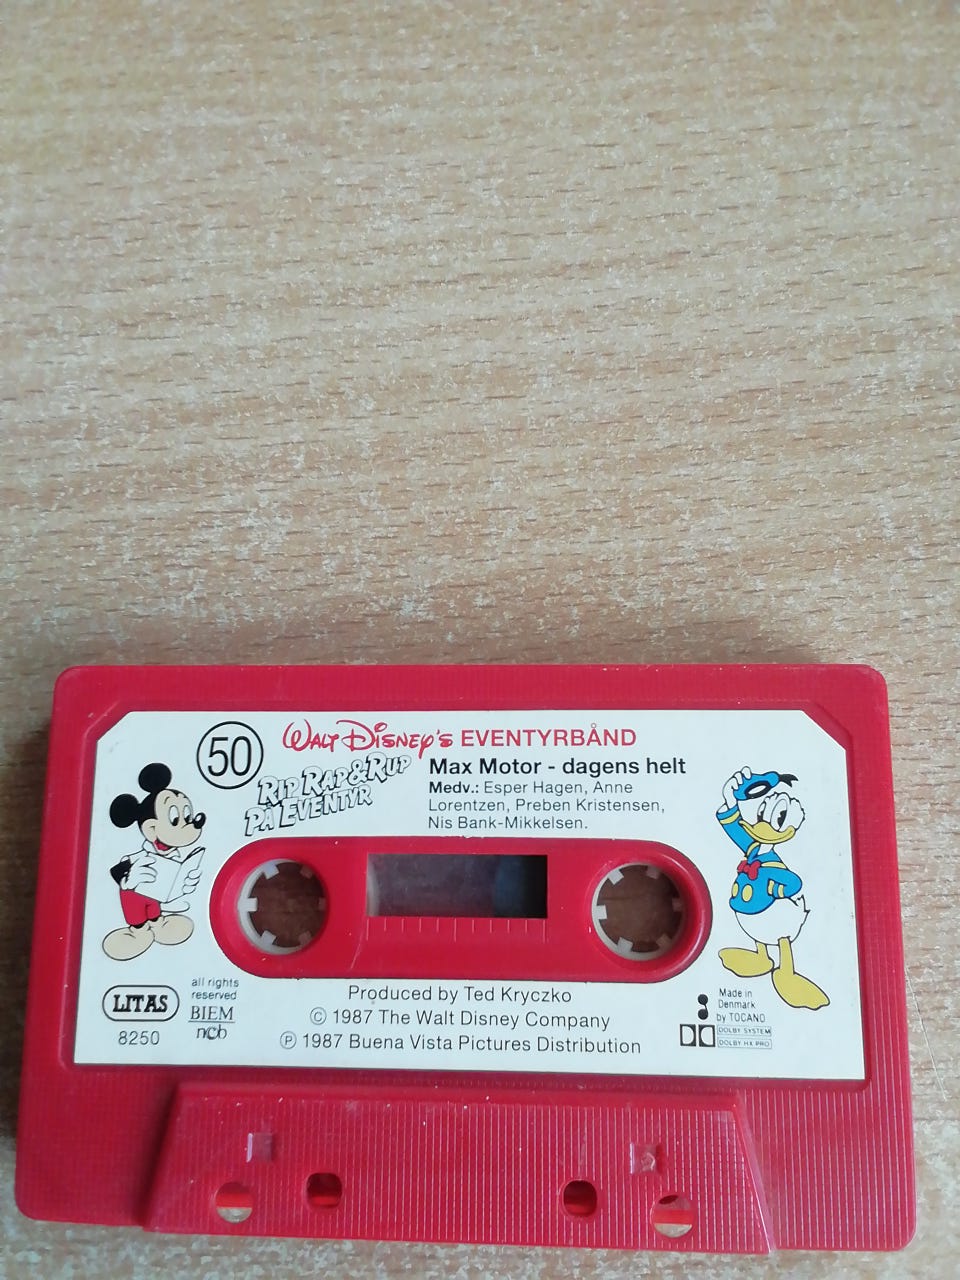 50
WALT DISNEY'S EVENTYRBÅND
RIP RAP & RUP
PÅ EVENTYR
Max Motor - dagens helt
Medv.: Esper Hagen, Anne
Lorentzen, Preben Kristensen,
Nis Bank-Mikkelsen.
LITAS
8250
all rights
reserved
BIEM
ncb
Produced by Ted Kryczko
© 1987 The Walt Disney Company
℗ 1987 Buena Vista Pictures Distribution
Made in
Denmark
by TOCANO
DOLBY SYSTEM
DOLBY HX PRO